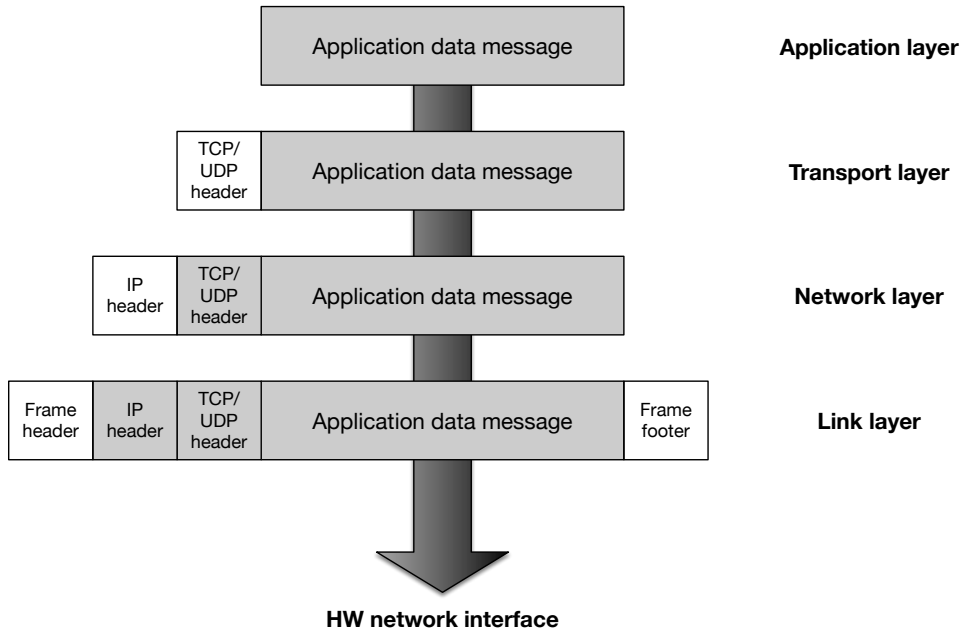 Application data message
Application layer
TCP/
UDP
header
Application data message
Transport layer
IP
header
TCP/
UDP
header
Application data message
Network layer
Frame
header
IP
header
TCP/
UDP
header
Application data message
Frame
footer
Link layer
HW network interface